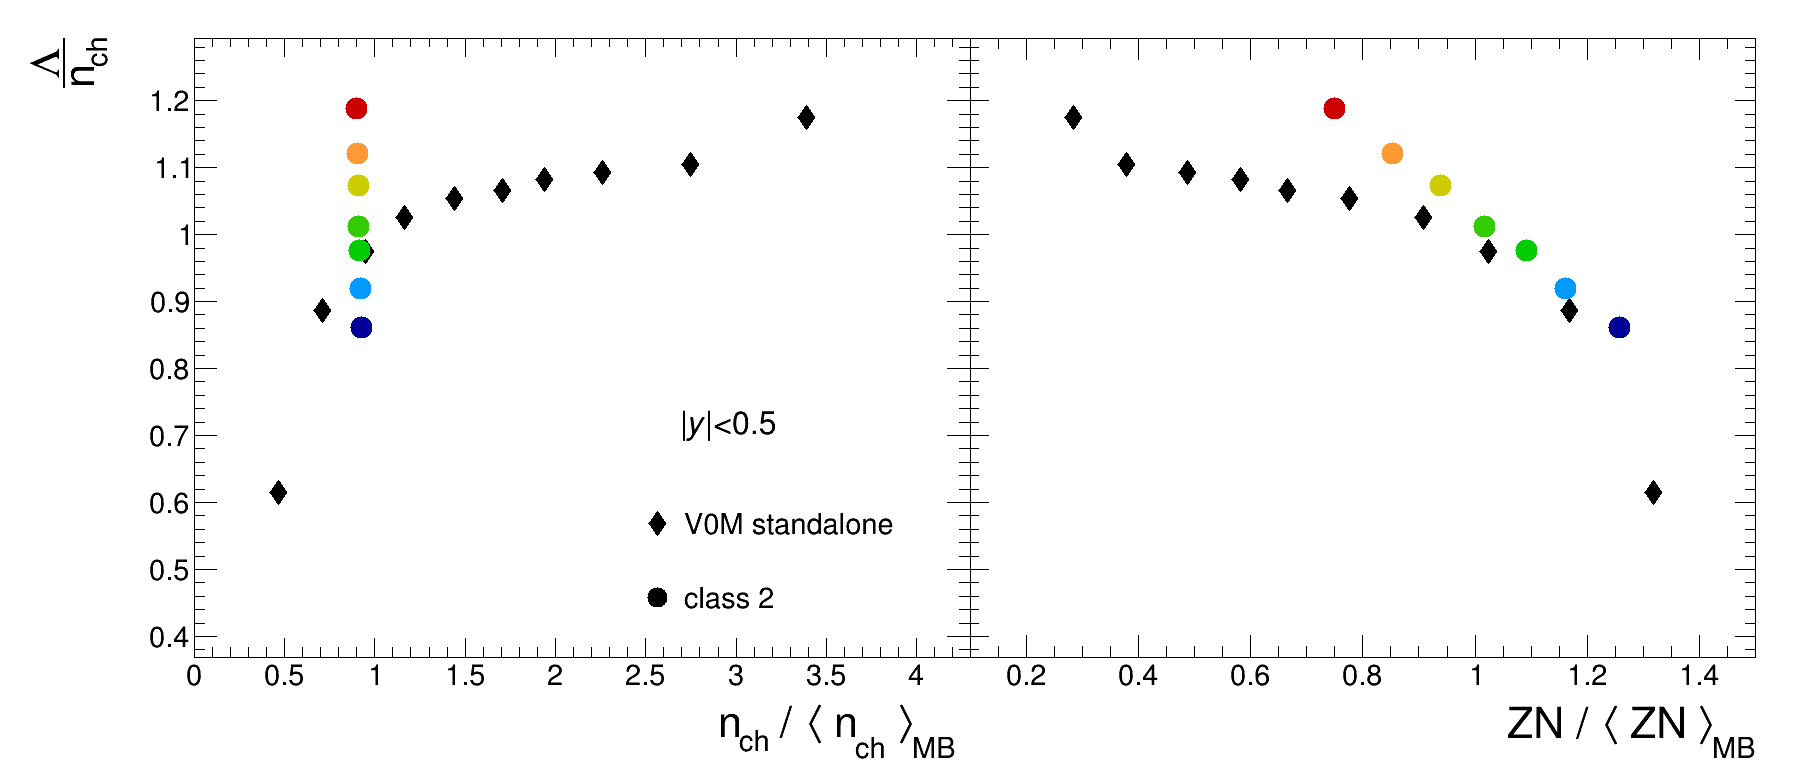 Λ
n_ch
1.2
1.1
1
0.9
0.8
0.7
0.6
0.5
0.4
|y|<0.5
V0M standalone
class 2
0 0.5 1 1.5 2 2.5 3 3.5 4
0.2 0.4 0.6 0.8 1 1.2 1.4
n_ch / ⟨ n_ch ⟩_MB
ZN / ⟨ ZN ⟩_MB